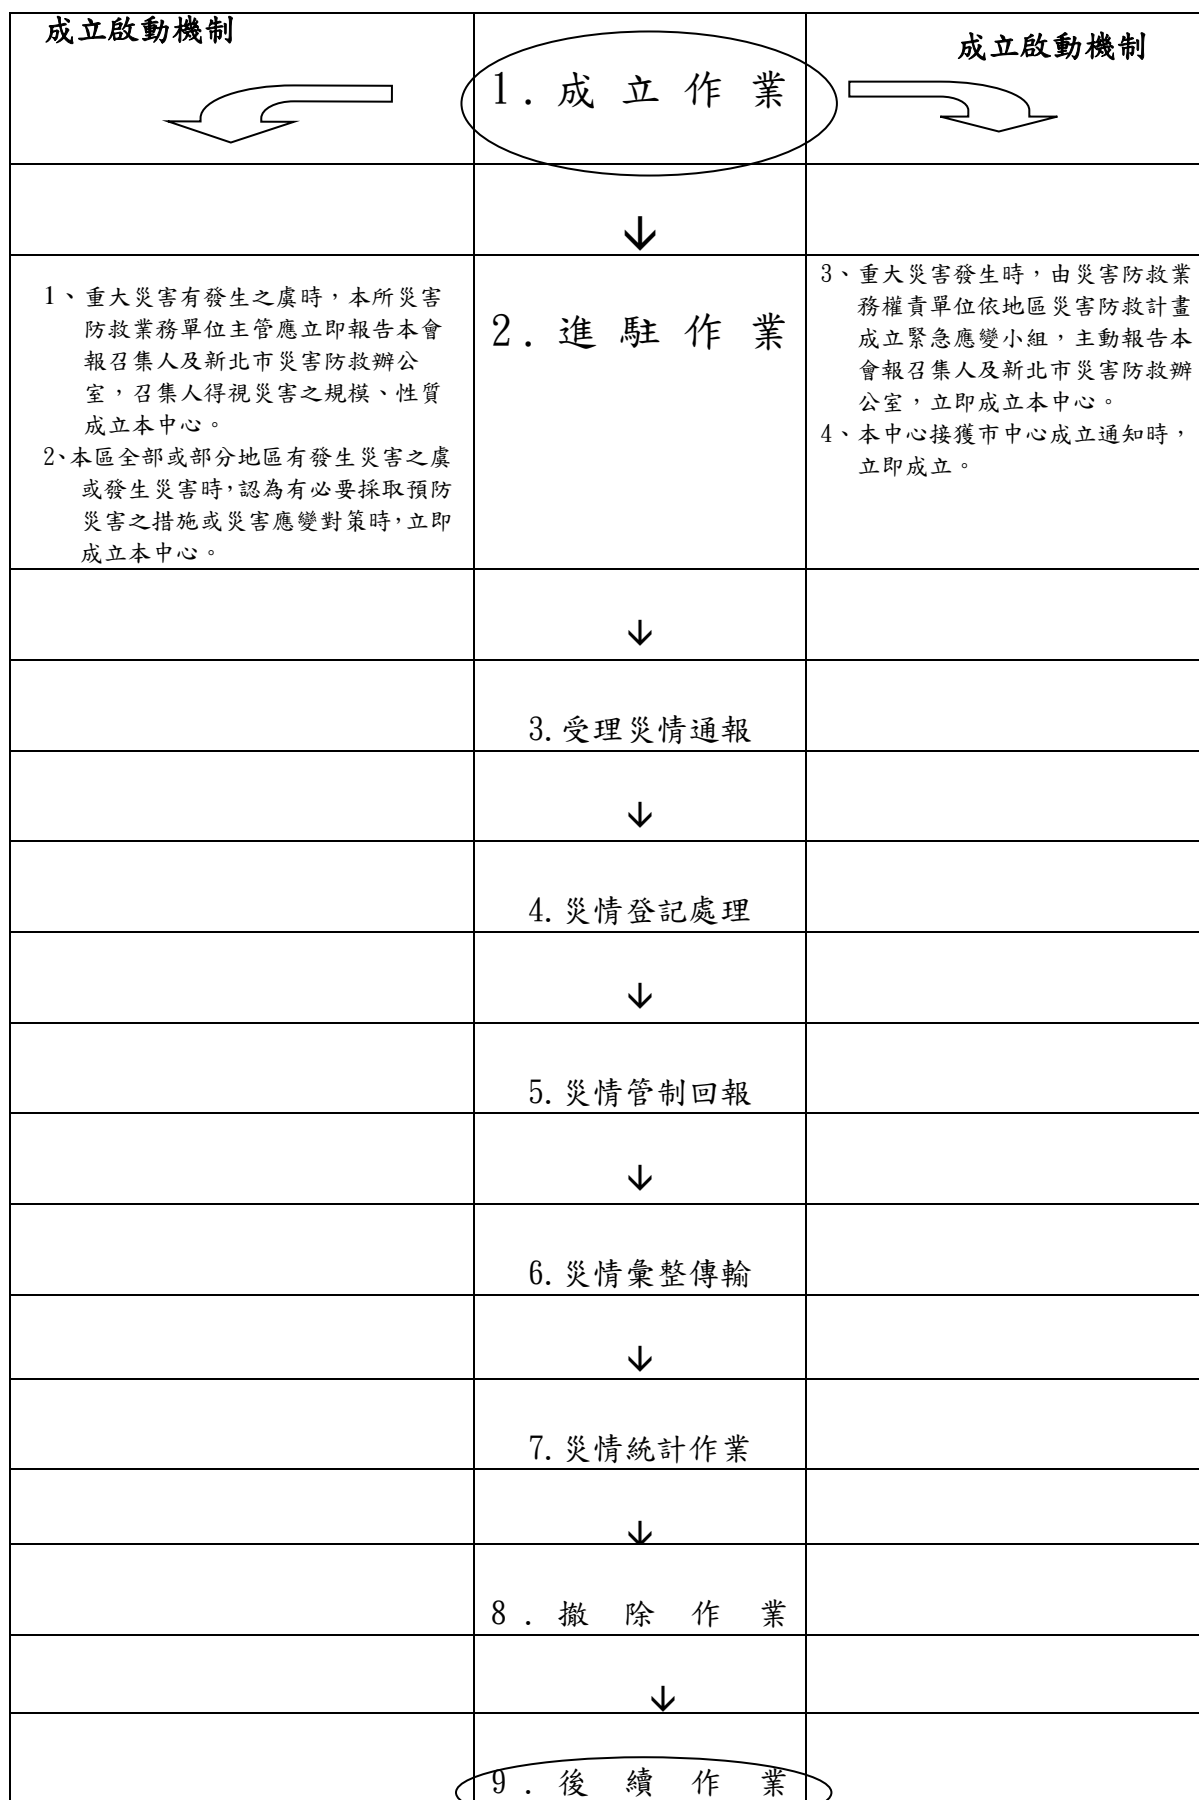 成立啟動機制
1.成立作業
成立啟動機制
↓
1、重大災害有發生之虞時，本所災害
防救業務單位主管應立即報告本會
報召集人及新北市災害防救辦公
室，召集人得視災害之規模、性質
成立本中心。
2、本區全部或部分地區有發生災害之虞
或發生災害時，認為有必要採取預防
災害之措施或災害應變對策時，立即
成立本中心。
2.進駐作業
3、重大災害發生時，由災害防救業
務權責單位依地區災害防救計畫
成立緊急應變小組，主動報告本
會報召集人及新北市災害防救辦
公室，立即成立本中心。
4、本中心接獲市中心成立通知時，
立即成立。
↓
3.受理災情通報
↓
4.災情登記處理
↓
5.災情管制回報
↓
6.災情彙整傳輸
↓
7.災情統計作業
↓
8.撤除作業
↓
9.後續作業